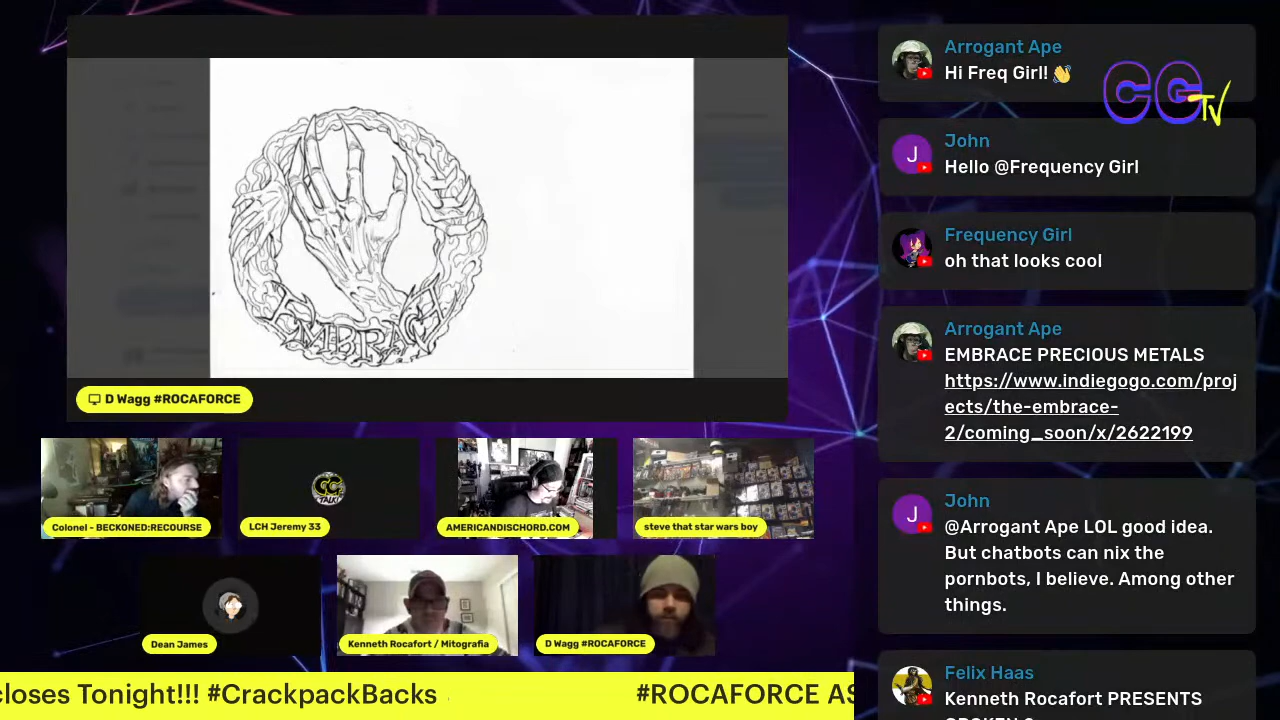 EMBRACE
D Wagg #ROCAFORCE
Colonel - BECKONED:RECOURSE
CG
TALK!
LCH Jeremy 33
AMERICANDISCHORD.COM
steve that star wars boy
Dean James
Kenneth Rocafort / Mitografia
D Wagg #ROCAFORCE
closes Tonight!!! #CrackpackBacks
#ROCAFORCE AS
CG TV
Arrogant Ape
Hi Freq Girl! 👋
J
John
Hello @Frequency Girl
Frequency Girl
oh that looks cool
Arrogant Ape
EMBRACE PRECIOUS METALS
https://www.indiegogo.com/proj
ects/the-embrace-
2/coming_soon/x/2622199
J
John
@Arrogant Ape LOL good idea.
But chatbots can nix the
pornbots, I believe. Among other
things.
Felix Haas
Kenneth Rocafort PRESENTS